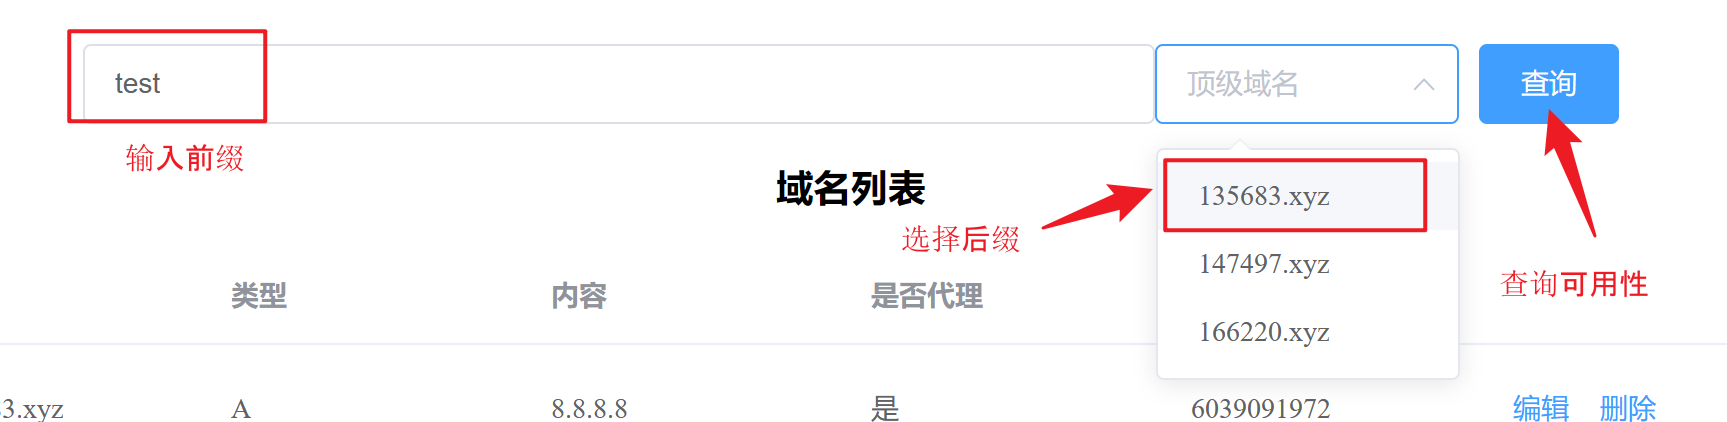 test
顶级域名
查询
输入前缀
域名列表
135683.xyz
选择后缀
147497.xyz
查询可用性
类型
内容
是否代理
166220.xyz
3.xyz
A
8.8.8.8
是
6039091972
编辑
删除